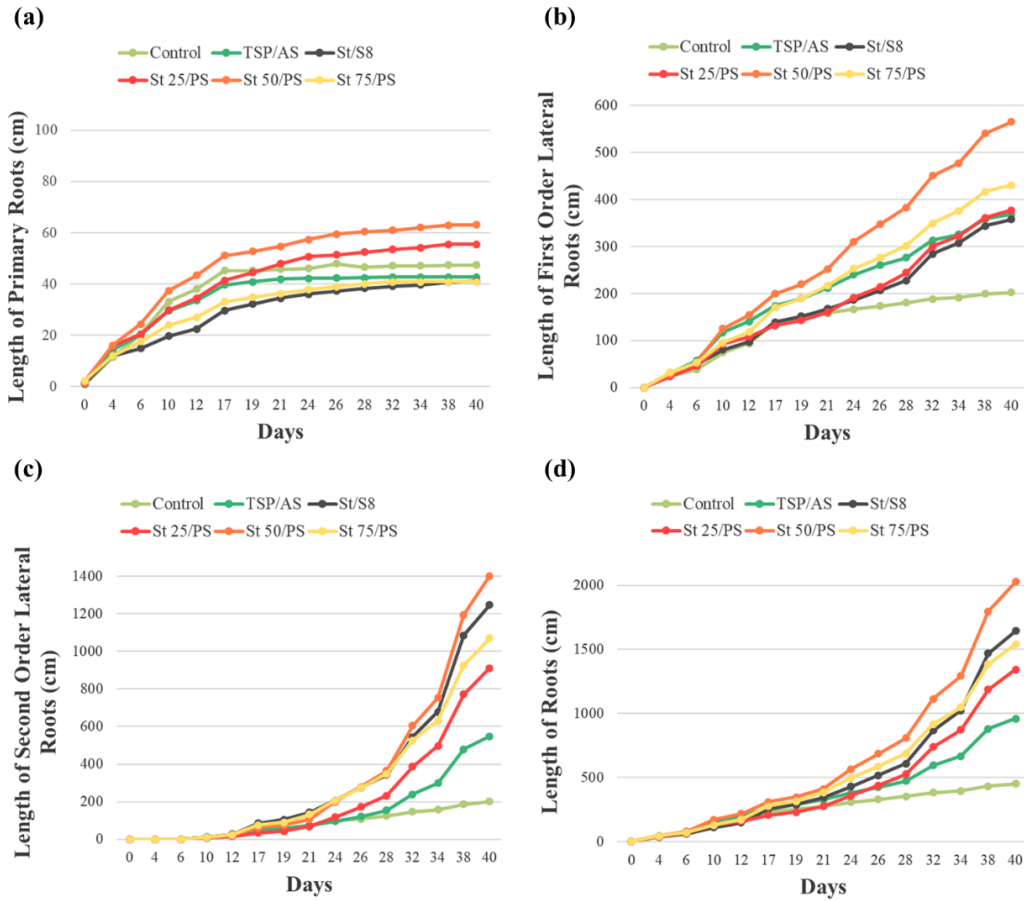 (a)
Control TSP/AS St/S8
St 25/PS St 50/PS St 75/PS
Length of Primary Roots (cm)
100
80
60
40
20
0
0 4 6 10 12 17 19 21 24 26 28 32 34 38 40
Days
(b)
Control TSP/AS St/S8
St 25/PS St 50/PS St 75/PS
Length of First Order Lateral
Roots (cm)
600
500
400
300
200
100
0
0 4 6 10 12 17 19 21 24 26 28 32 34 38 40
Days
(c)
Control TSP/AS St/S8
St 25/PS St 50/PS St 75/PS
Length of Second Order Lateral
Roots (cm)
1400
1200
1000
800
600
400
200
0
0 4 6 10 12 17 19 21 24 26 28 32 34 38 40
Days
(d)
Control TSP/AS St/S8
St 25/PS St 50/PS St 75/PS
Length of Roots (cm)
2000
1500
1000
500
0
0 4 6 10 12 17 19 21 24 26 28 32 34 38 40
Days